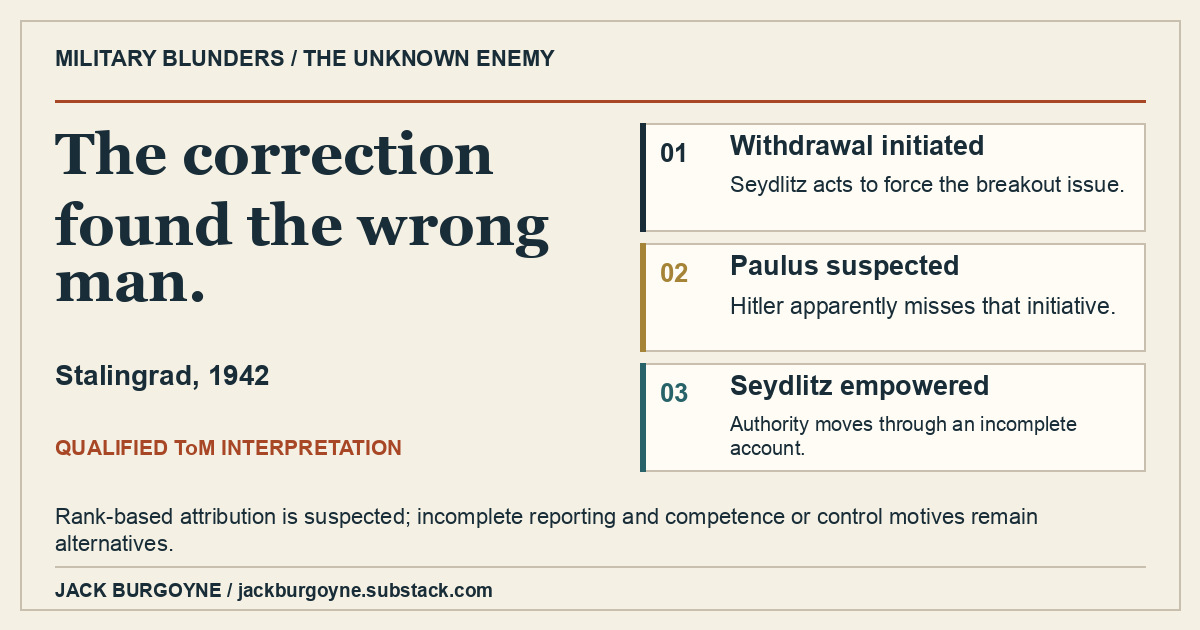 MILITARY BLUNDERS / THE UNKNOWN ENEMY
The correction
found the wrong
man.
Stalingrad, 1942
QUALIFIED ToM INTERPRETATION
01
Withdrawal initiated
Seydlitz acts to force the breakout issue.
02
Paulus suspected
Hitler apparently misses that initiative.
03
Seydlitz empowered
Authority moves through an incomplete
account.
Rank-based attribution is suspected; incomplete reporting and competence or control motives remain
alternatives.
JACK BURGOYNE / jackburgoyne.substack.com